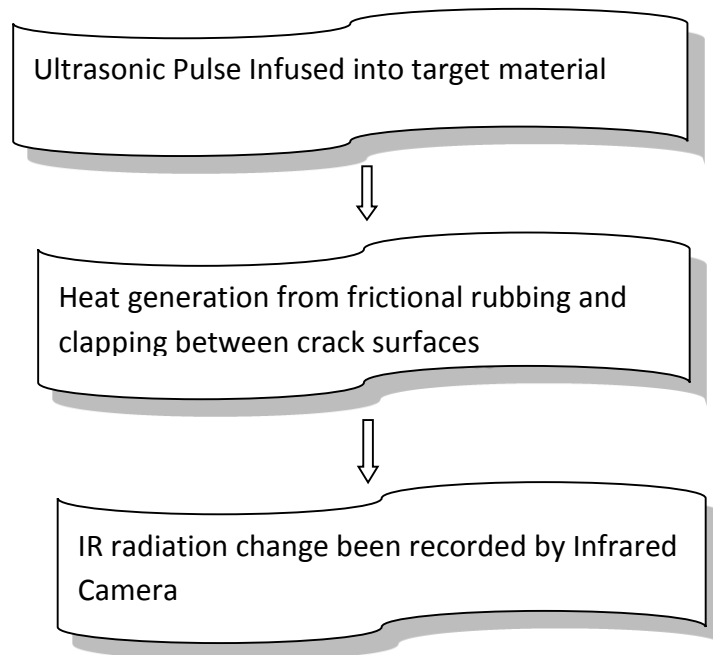 Ultrasonic Pulse Infused into target material
Heat generation from frictional rubbing and
clapping between crack surfaces
IR radiation change been recorded by Infrared
Camera